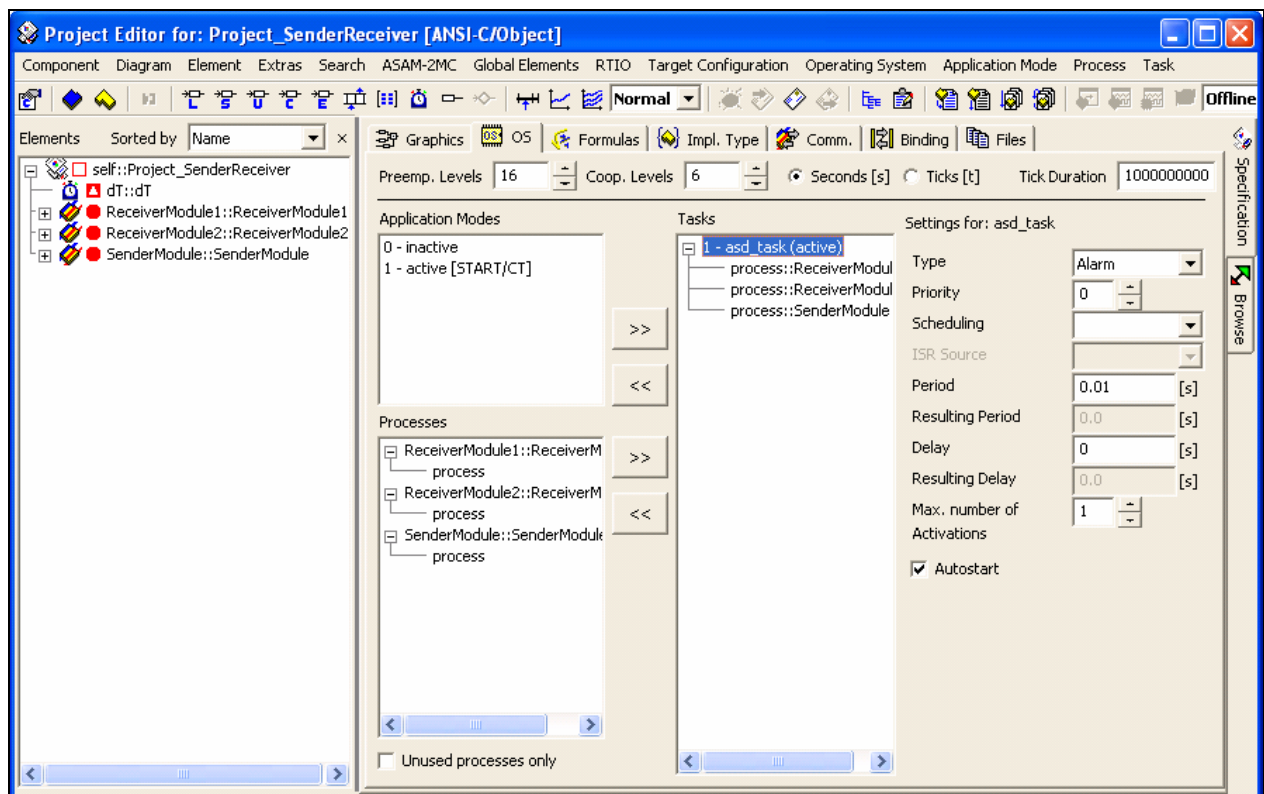 Project Editor for: Project_SenderReceiver [ANSI-C/Object]
Component Diagram Element Extras Search ASAM-2MC Global Elements RTIO Target Configuration Operating System Application Mode Process Task
Normal
Offline
Elements Sorted by Name
self::Project_SenderReceiver
dT::dT
ReceiverModule1::ReceiverModule1
ReceiverModule2::ReceiverModule2
SenderModule::SenderModule
Graphics OS Formulas Impl. Type Comm. Binding Files
Preemp. Levels 16 Coop. Levels 6 Seconds [s] Ticks [t] Tick Duration 1000000000
Application Modes
0 - inactive
1 - active [START/CT]
>>
<<
Processes
ReceiverModule1::ReceiverM
process
ReceiverModule2::ReceiverM
process
SenderModule::SenderModule
process
>>
<<
Unused processes only
Tasks
1 - asd_task (active)
process::ReceiverModul
process::ReceiverModul
process::SenderModule
Settings for: asd_task
Type Alarm
Priority 0
Scheduling
ISR Source
Period 0.01 [s]
Resulting Period 0.0 [s]
Delay 0 [s]
Resulting Delay 0.0 [s]
Max. number of 1
Activations
Autostart
Specification
Browse